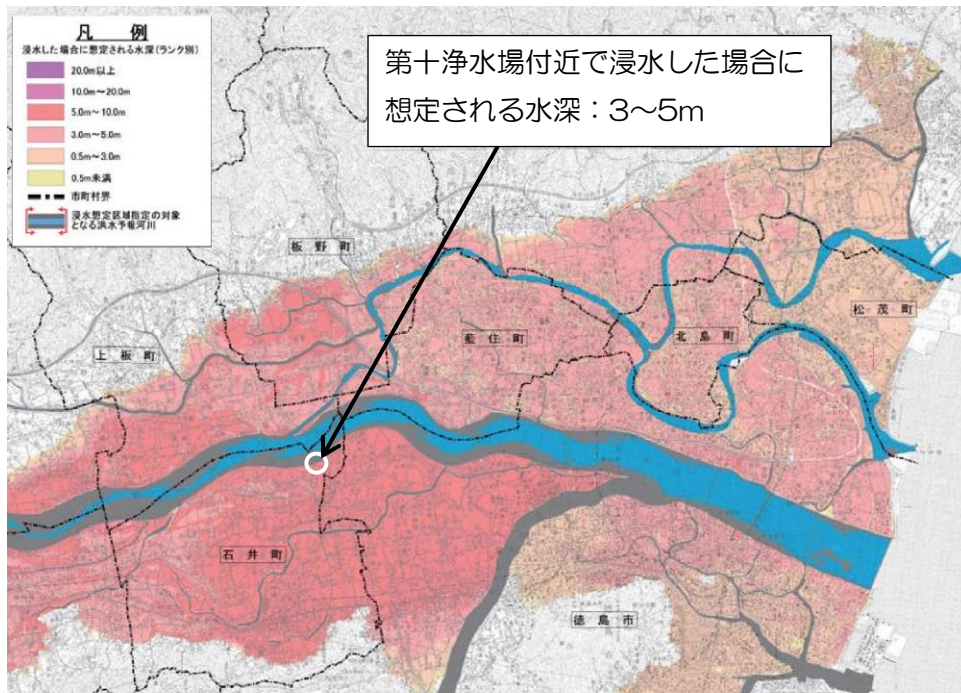 凡 例
浸水した場合に想定される水深(ランク別)
20.0m以上
10.0m〜20.0m
5.0m〜10.0m
3.0m〜5.0m
0.5m〜3.0m
0.5m未満
市町村界
浸水想定区域指定の対象
となる洪水予報河川
第十浄水場付近で浸水した場合に
想定される水深：3〜5m
板野町
上板町
藍住町
北島町
松茂町
石井町
徳島市